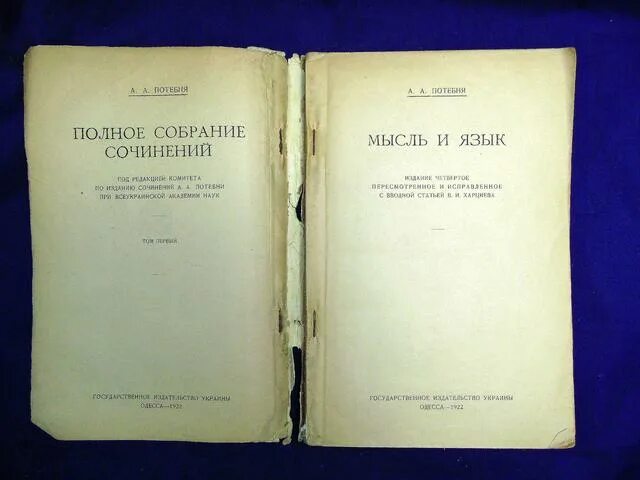 А. А. ПОТЕБНЯ
ПОЛНОЕ СОБРАНИЕ
СОЧИНЕНИЙ
ПОД РЕДАКЦИЕЙ КОМИТЕТА
ПО ИЗДАНИЮ СОЧИНЕНИЙ А. А. ПОТЕБНИ
ПРИ ВСЕУКРАИНСКОЙ АКАДЕМИИ НАУК
ТОМ ПЕРВЫЙ
ГОСУДАРСТВЕННОЕ ИЗДАТЕЛЬСТВО УКРАИНЫ
ОДЕССА—1922
А. А. ПОТЕБНЯ
МЫСЛЬ И ЯЗЫК
ИЗДАНИЕ ЧЕТВЕРТОЕ
ПЕРЕСМОТРЕННОЕ И ИСПРАВЛЕННОЕ
С ВВОДНОЙ СТАТЬЕЙ В. И. ХАРЦИЕВА
ГОСУДАРСТВЕННОЕ ИЗДАТЕЛЬСТВО УКРАИНЫ
ОДЕССА—1922